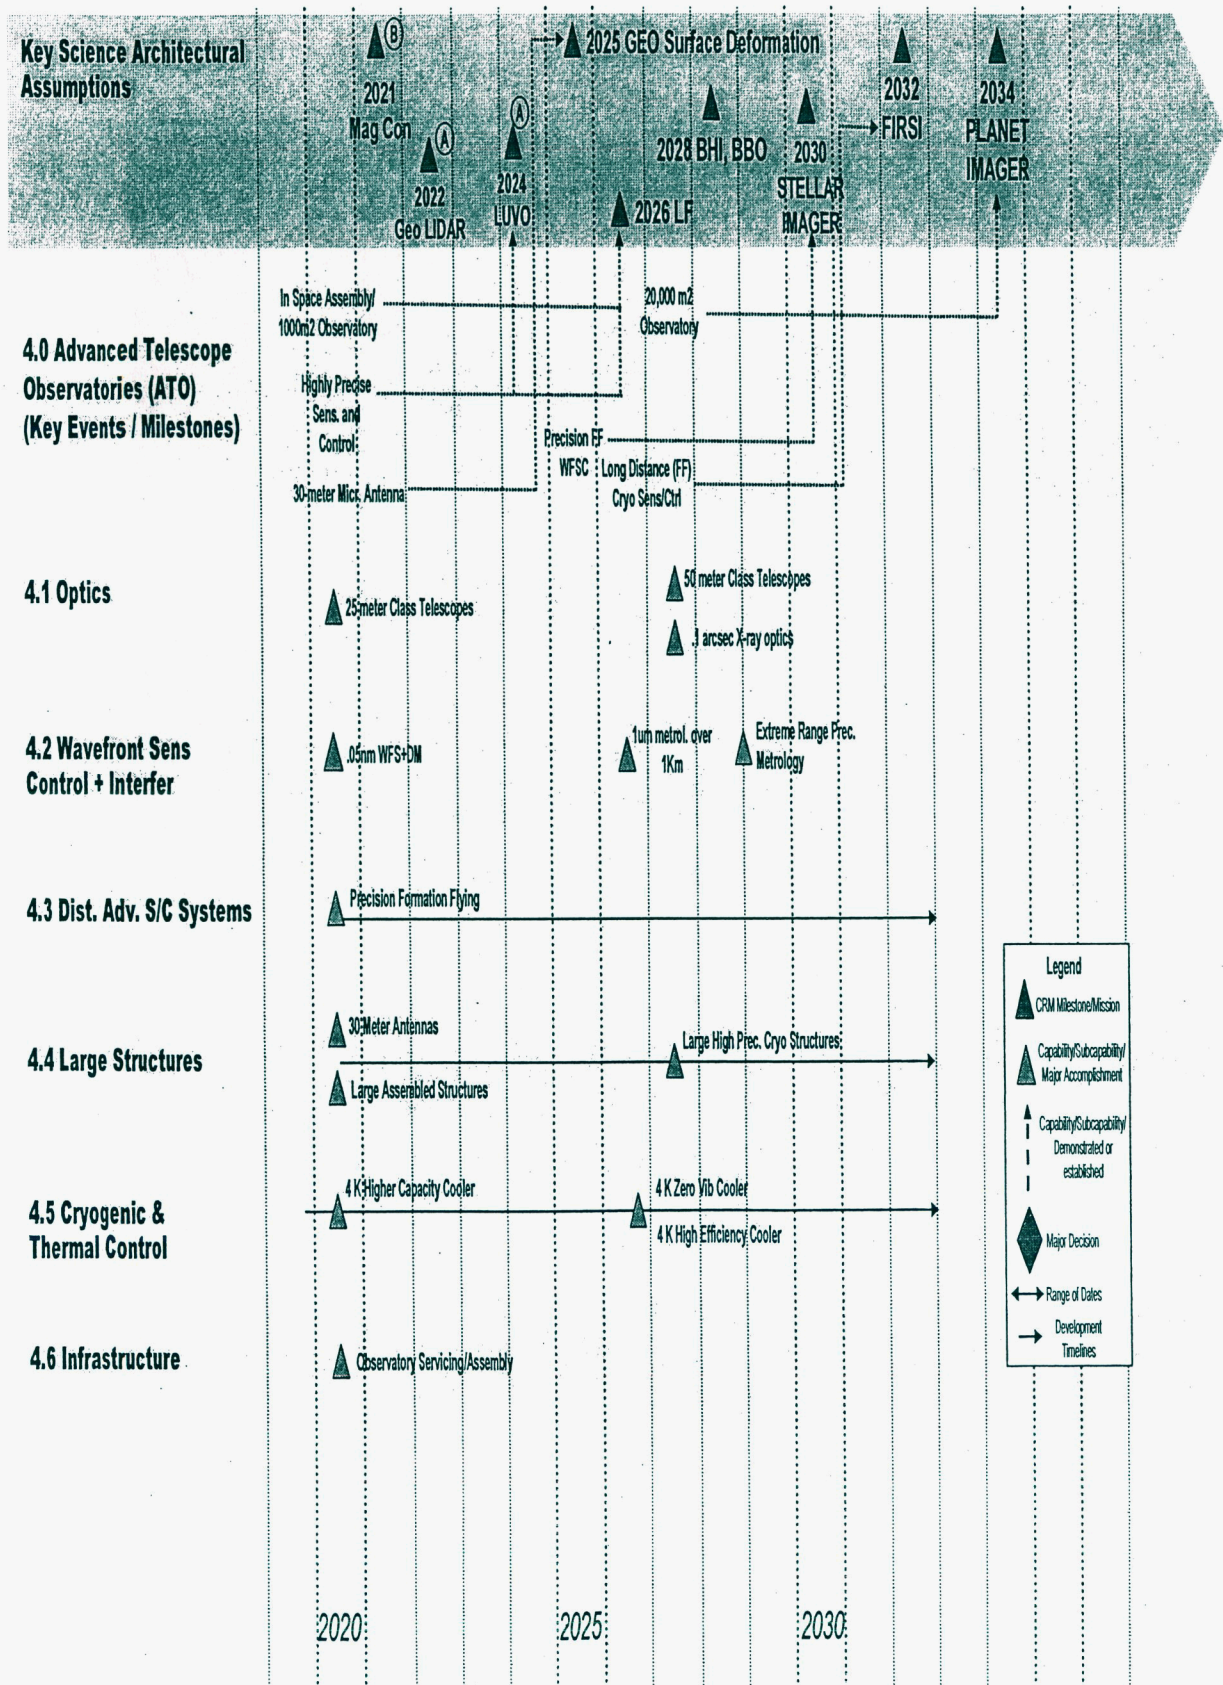 Key Science Architectural
Assumptions
B
2021
Mag Con
A
2022
Geo LIDAR
A
2024
LUVO
2025 GEO Surface Deformation
2026 LF
2028 BHI, BBO
2030
STELLAR
IMAGER
2032
FIRSI
2034
PLANET
IMAGER
4.0 Advanced Telescope
Observatories (ATO)
(Key Events / Milestones)
In Space Assembly/
1000m2 Observatory
20,000 m2
Observatory
Highly Precise
Sens. and
Control
Precision FF
WFSC
Long Distance (FF)
Cryo Sens/Ctrl
30-meter Micr. Antenna
4.1 Optics
25-meter Class Telescopes
50 meter Class Telescopes
.1 arcsec X-ray optics
4.2 Wavefront Sens
Control + Interfer
.05nm WFS+DM
1um metrol. over
1Km
Extreme Range Prec.
Metrology
4.3 Dist. Adv. S/C Systems
Precision Formation Flying
4.4 Large Structures
30-Meter Antennas
Large Assembled Structures
Large High Prec. Cryo Structures
4.5 Cryogenic &
Thermal Control
4 K Higher Capacity Cooler
4 K Zero Vib Cooler
4 K High Efficiency Cooler
4.6 Infrastructure
Observatory Servicing/Assembly
Legend
CRM Milestone/Mission
Capability/Subcapability/
Major Accomplishment
Capability/Subcapability/
Demonstrated or
established
Major Decision
Range of Dates
Development
Timelines
2020
2025
2030